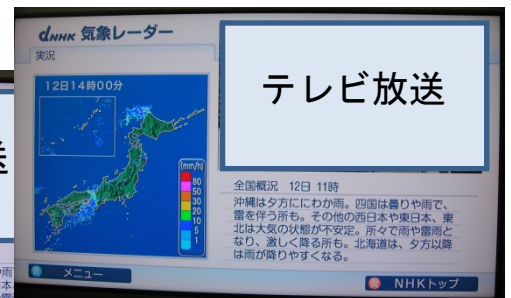 dNHK 気象レーダー
実況
12日14時00分
(mm/h)
80
50
30
20
10
5
1
テレビ放送
全国概況 12日 11時
沖縄は夕方ににわか雨。四国は曇りや雨で、
雷を伴う所も。その他の西日本や東日本、東
北は大気の状態が不安定。所々で雨や雷雨と
なり、激しく降る所も。北海道は、夕方以降
は雨が降りやすくなる。
メニュー
NHKトップ